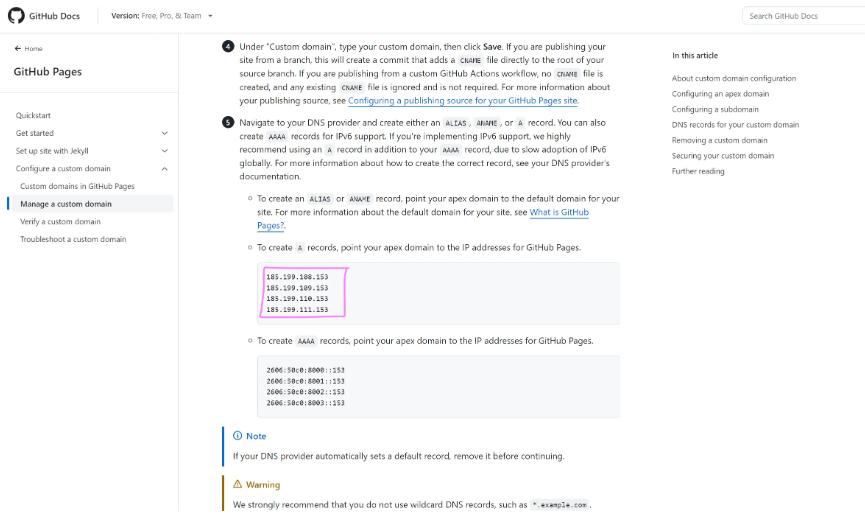 GitHub Docs
Version: Free, Pro, & Team
Search GitHub Docs
Home
GitHub Pages
Quickstart
Get started
Set up site with Jekyll
Configure a custom domain
Custom domains in GitHub Pages
Manage a custom domain
Verify a custom domain
Troubleshoot a custom domain
4 Under "Custom domain", type your custom domain, then click Save. If you are publishing your
site from a branch, this will create a commit that adds a CNAME file directly to the root of your
source branch. If you are publishing from a custom GitHub Actions workflow, no CNAME file is
created, and any existing CNAME file is ignored and is not required. For more information about
your publishing source, see Configuring a publishing source for your GitHub Pages site.
5 Navigate to your DNS provider and create either an ALIAS, ANAME, or A record. You can also
create AAAA records for IPv6 support. If you're implementing IPv6 support, we highly
recommend using an A record in addition to your AAAA record, due to slow adoption of IPv6
globally. For more information about how to create the correct record, see your DNS provider's
documentation.
To create an ALIAS or ANAME record, point your apex domain to the default domain for your
site. For more information about the default domain for your site, see What is GitHub
Pages?.
To create A records, point your apex domain to the IP addresses for GitHub Pages.
185.199.108.153
185.199.109.153
185.199.110.153
185.199.111.153
To create AAAA records, point your apex domain to the IP addresses for GitHub Pages.
2606:50c0:8000::153
2606:50c0:8001::153
2606:50c0:8002::153
2606:50c0:8003::153
Note
If your DNS provider automatically sets a default record, remove it before continuing.
Warning
We strongly recommend that you do not use wildcard DNS records, such as *.example.com.
In this article
About custom domain configuration
Configuring an apex domain
Configuring a subdomain
DNS records for your custom domain
Removing a custom domain
Securing your custom domain
Further reading